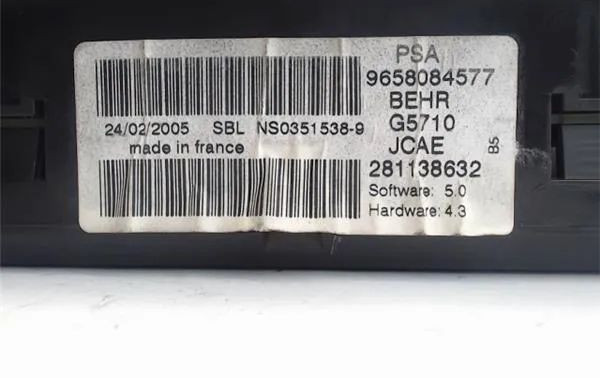 24/02/2005 SBL NS0351538-9
made in france
PSA
9658084577
BEHR
G5710
JCAE
281138632
Software: 5.0
Hardware: 4.3
B5